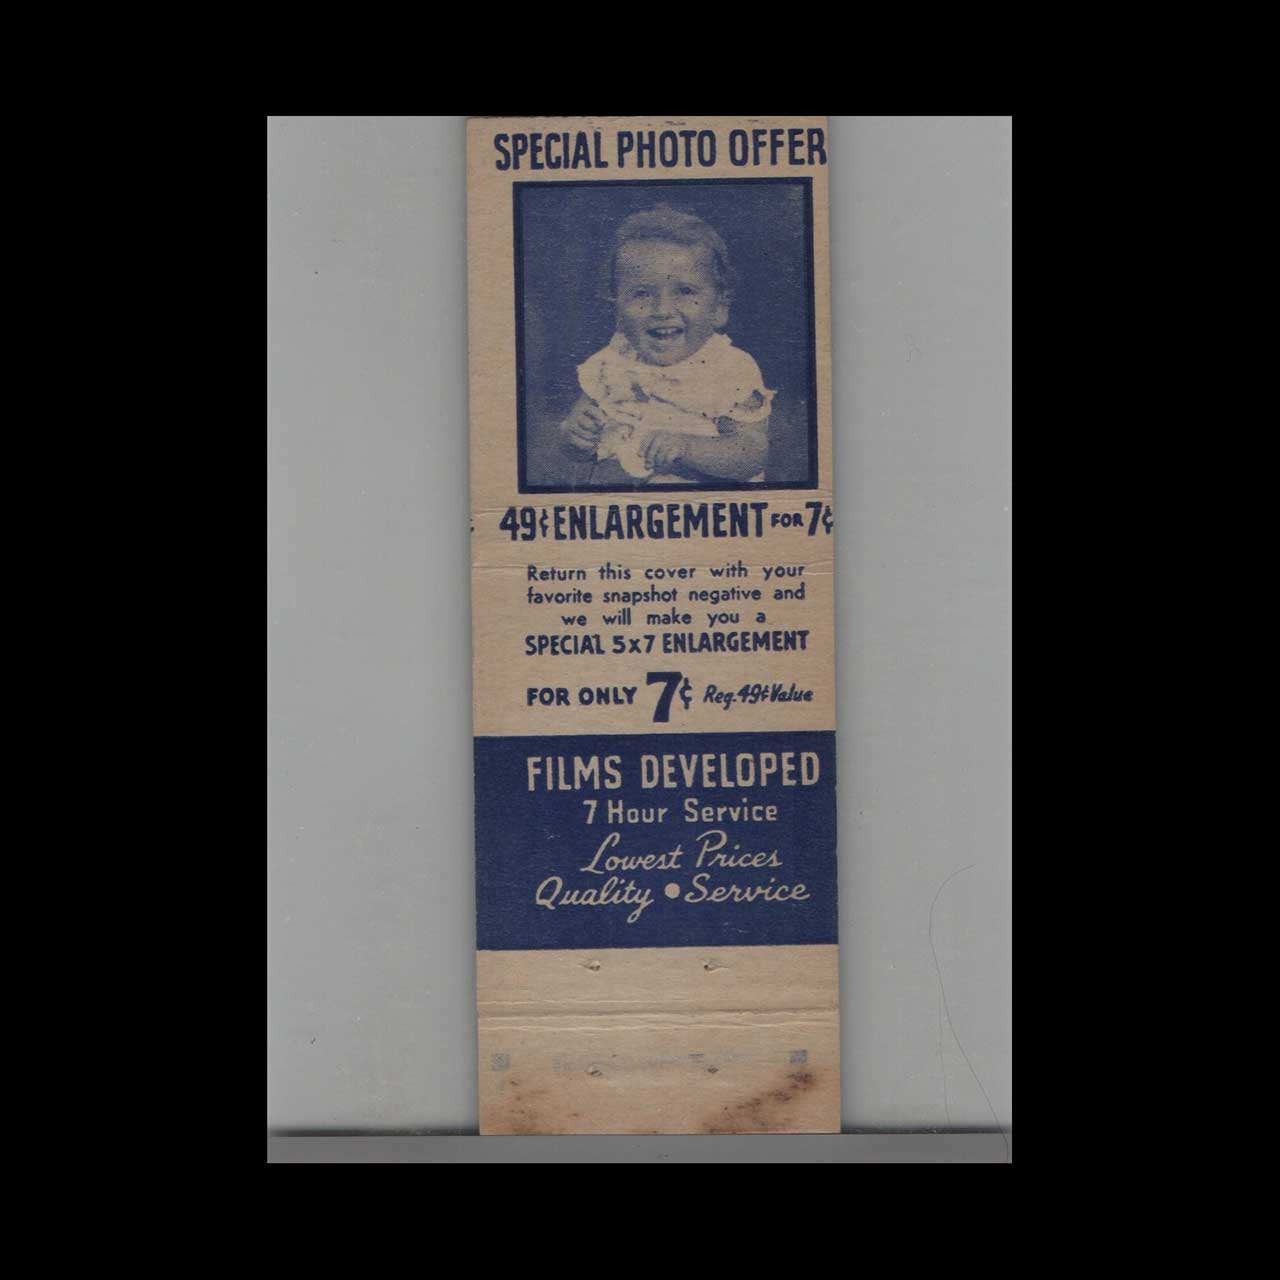 SPECIAL PHOTO OFFER
49¢ ENLARGEMENT FOR 7¢
Return this cover with your
favorite snapshot negative and
we will make you a
SPECIAL 5x7 ENLARGEMENT
FOR ONLY 7¢ Reg. 49¢ Value
FILMS DEVELOPED
7 Hour Service
Lowest Prices
Quality • Service